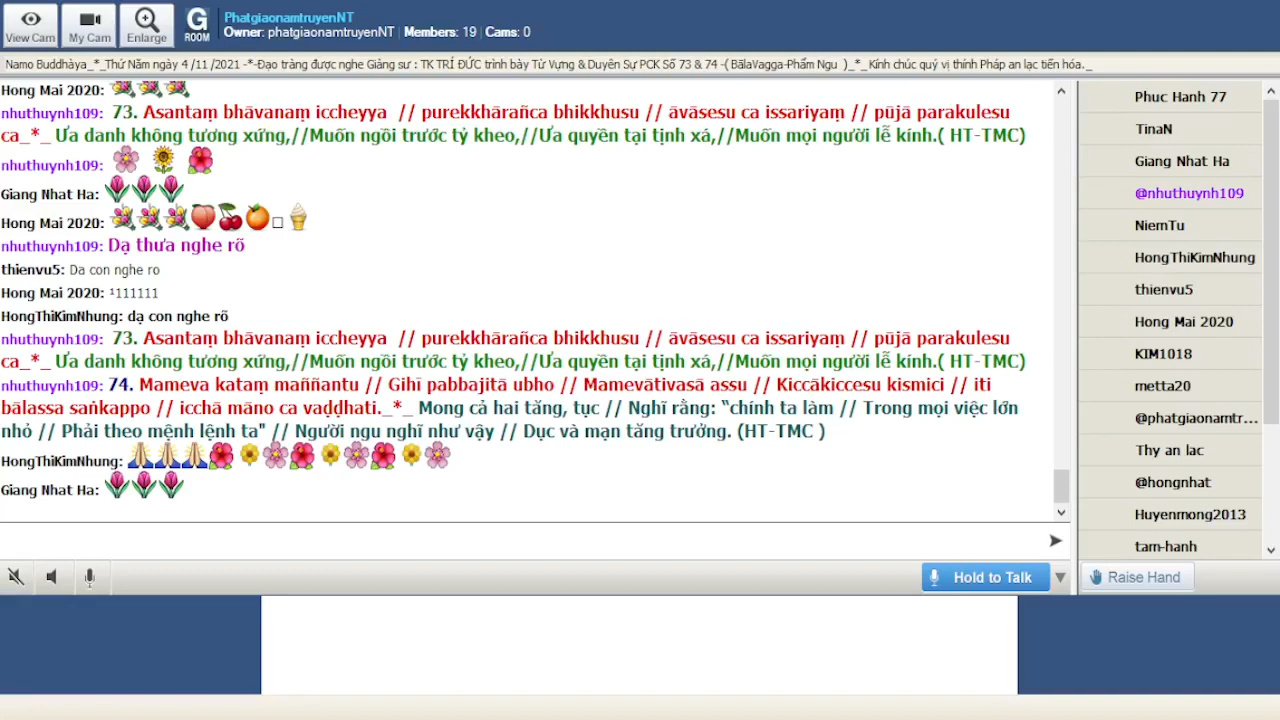 View Cam
My Cam
Enlarge
G
ROOM
PhatgiaonamtruyenNT
Owner: phatgiaonamtruyenNT | Members: 19 | Cams: 0
Namo Buddhàya_*_Thứ Năm ngày 4 /11 /2021 -*-Đạo tràng được nghe Giảng sư : TK TRÍ ĐỨC trình bày Từ Vựng & Duyên Sự PCK Số 73 & 74 -( BālaVagga-Phẩm Ngu )_*_ Kính chúc quý vị thính Pháp an lạc tiến hóa._
Hong Mai 2020:
nhuthuynh109: 73. Asantaṃ bhāvanaṃ iccheyya // purekkhārañca bhikkhusu // āvāsesu ca issariyaṃ // pūjā parakulesu
ca_*_ Ưa danh không tương xứng,//Muốn ngồi trước tỷ kheo,//Ưa quyền tại tịnh xá,//Muốn mọi người lễ kính.( HT-TMC)
nhuthuynh109:
Giang Nhat Ha:
Hong Mai 2020:
nhuthuynh109: Dạ thưa nghe rõ
thienvu5: Da con nghe ro
Hong Mai 2020: ¹111111
HongThiKimNhung: dạ con nghe rõ
nhuthuynh109: 73. Asantaṃ bhāvanaṃ iccheyya // purekkhārañca bhikkhusu // āvāsesu ca issariyaṃ // pūjā parakulesu
ca_*_ Ưa danh không tương xứng,//Muốn ngồi trước tỷ kheo,//Ưa quyền tại tịnh xá,//Muốn mọi người lễ kính.( HT-TMC)
nhuthuynh109: 74. Mameva kataṃ maññantu // Gihī pabbajitā ubho // Mamevātivasā assu // Kiccākiccesu kismici // iti
bālassa saṅkappo // icchā māno ca vaḍḍhati._*_ Mong cả hai tăng, tục // Nghĩ rằng: “chính ta làm // Trong mọi việc lớn
nhỏ // Phải theo mệnh lệnh ta" // Người ngu nghĩ như vậy // Dục và mạn tăng trưởng. (HT-TMC )
HongThiKimNhung:
Giang Nhat Ha:
Phuc Hanh 77
TinaN
Giang Nhat Ha
@nhuthuynh109
NiemTu
HongThiKimNhung
thienvu5
Hong Mai 2020
KIM1018
metta20
@phatgiaonamtr...
Thy an lac
@hongnhat
Huyenmong2013
tam-hanh
Hold to Talk
Raise Hand